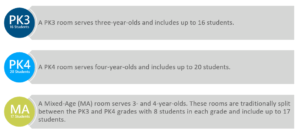 PK3
16 Students
A PK3 room serves three-year-olds and includes up to 16 students.
PK4
20 Students
A PK4 room serves four-year-olds and includes up to 20 students.
MA
17 Students
A Mixed-Age (MA) room serves 3- and 4-year-olds. These rooms are traditionally split
between the PK3 and PK4 grades with 8 students in each grade and include up to 17
students.